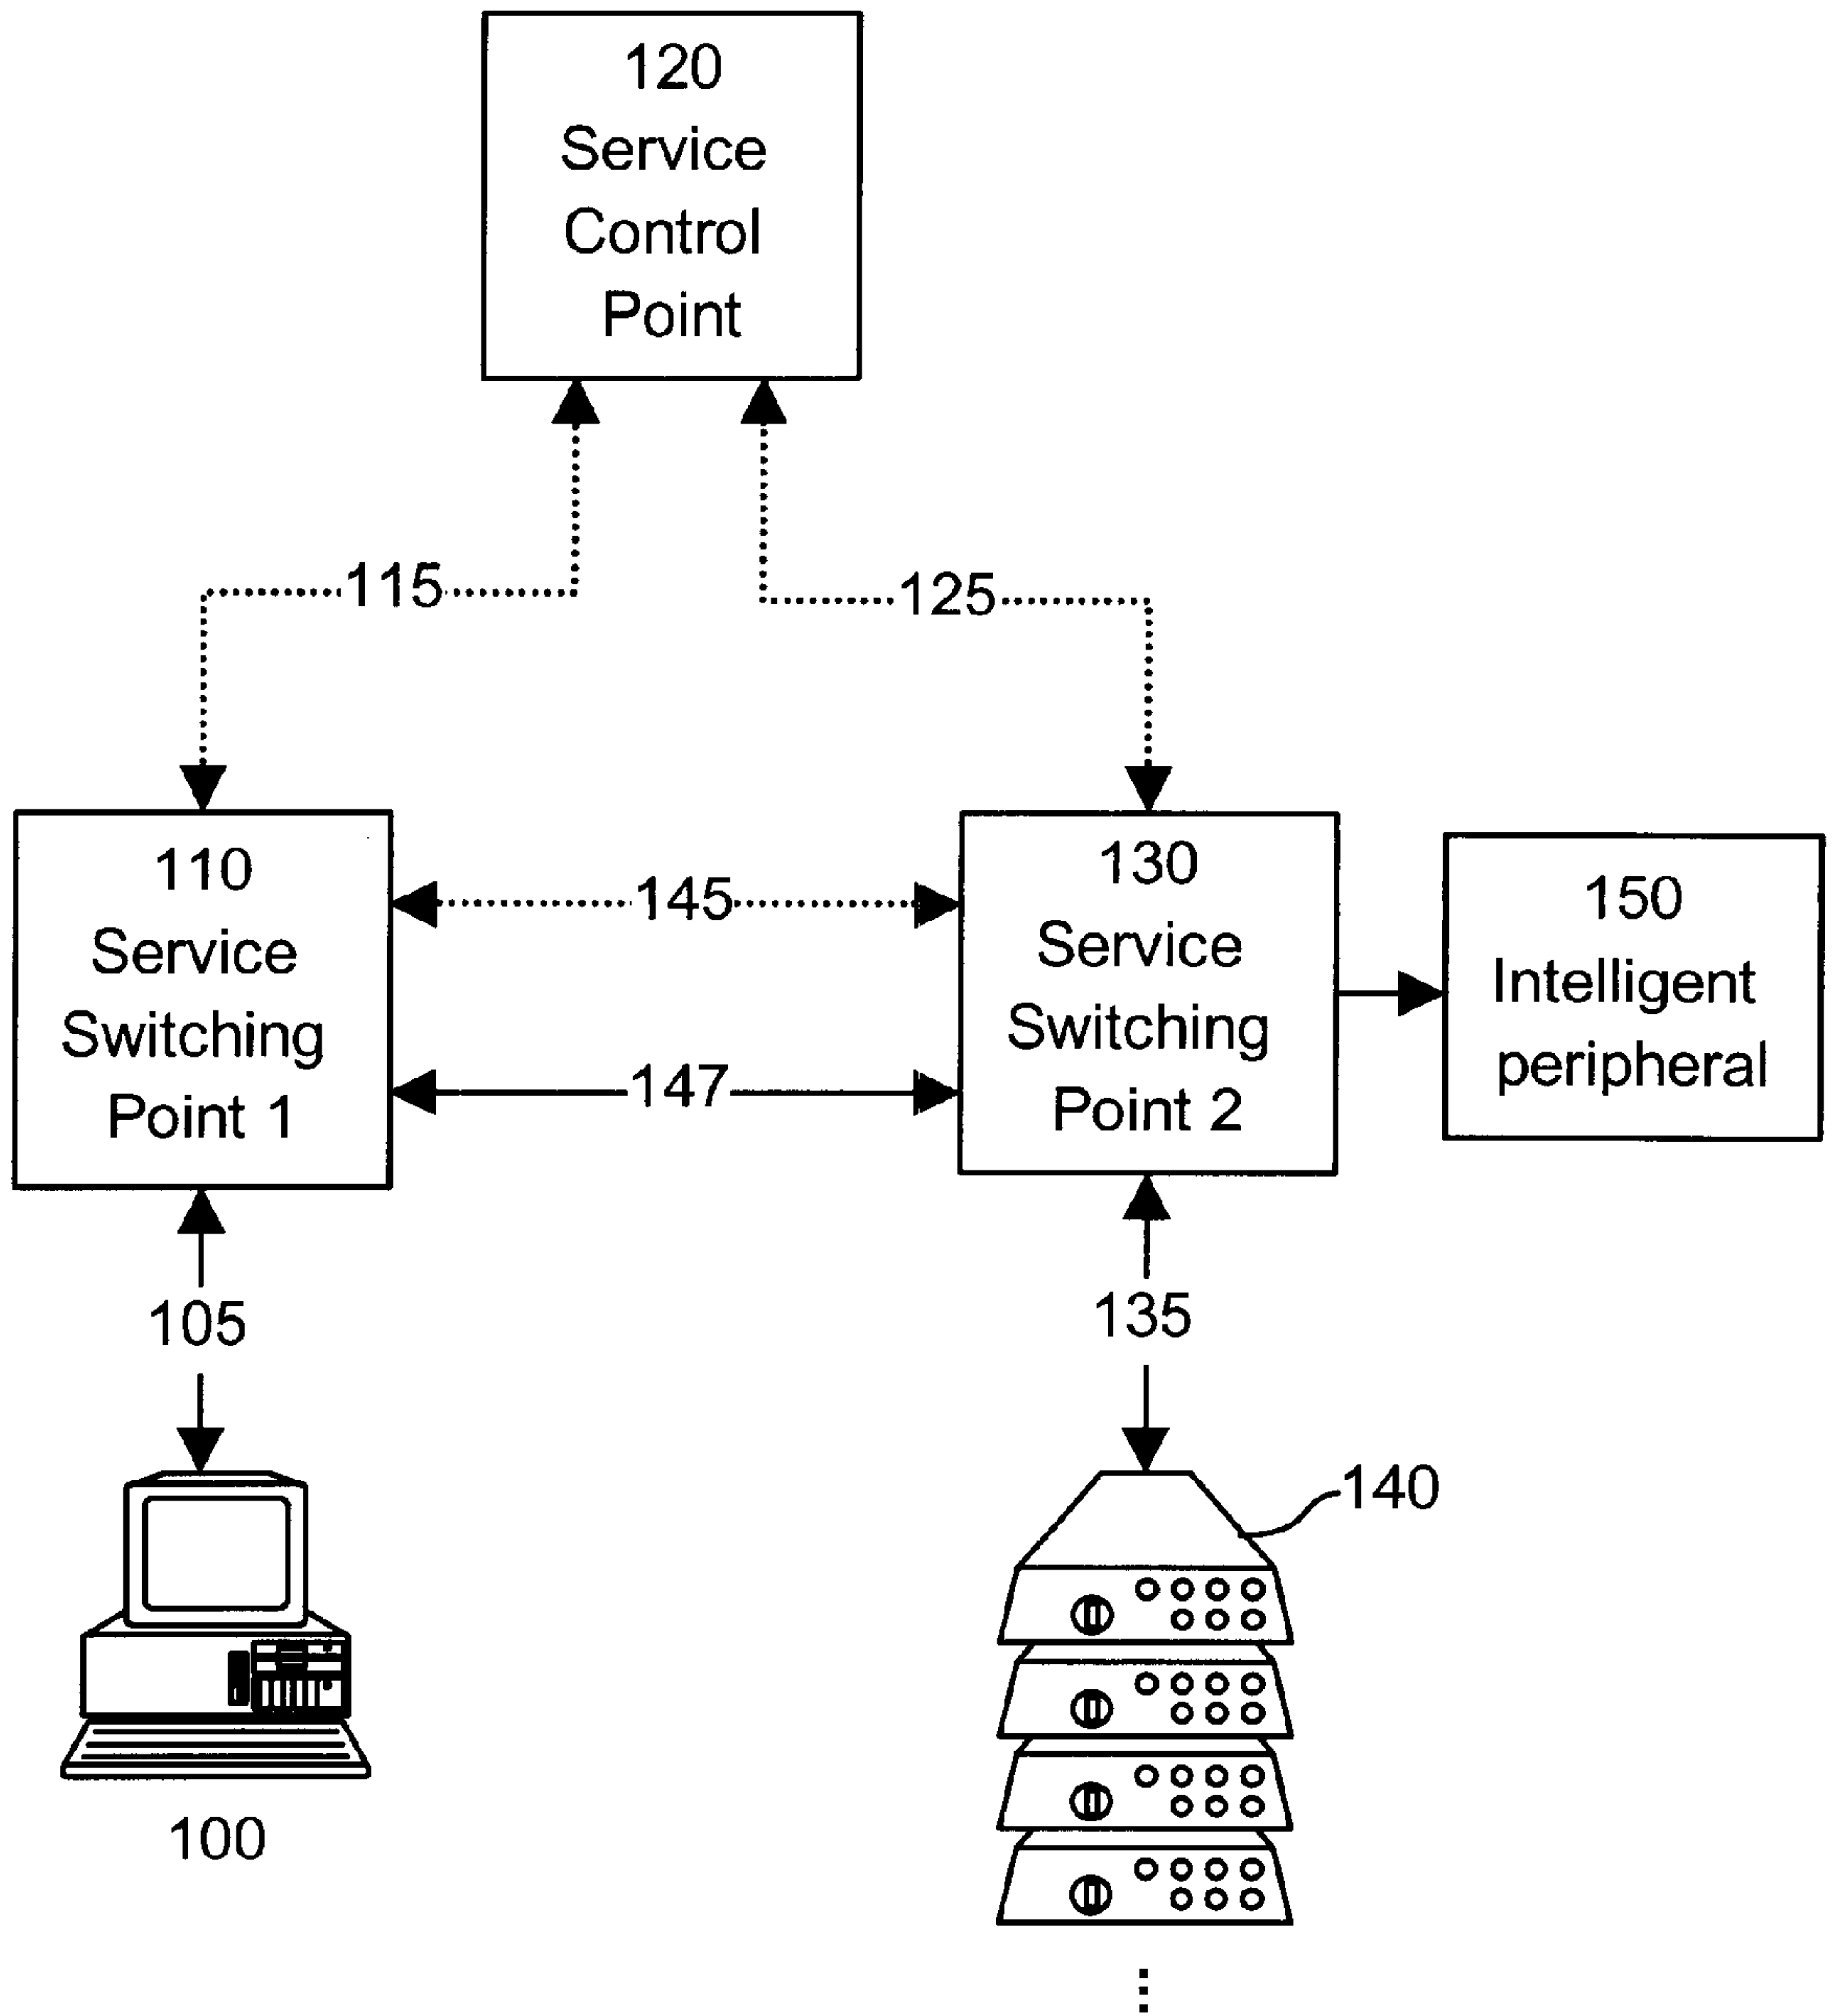 120
Service
Control
Point
115
125
110
Service
Switching
Point 1
145
147
130
Service
Switching
Point 2
150
Intelligent
peripheral
105
135
140
100